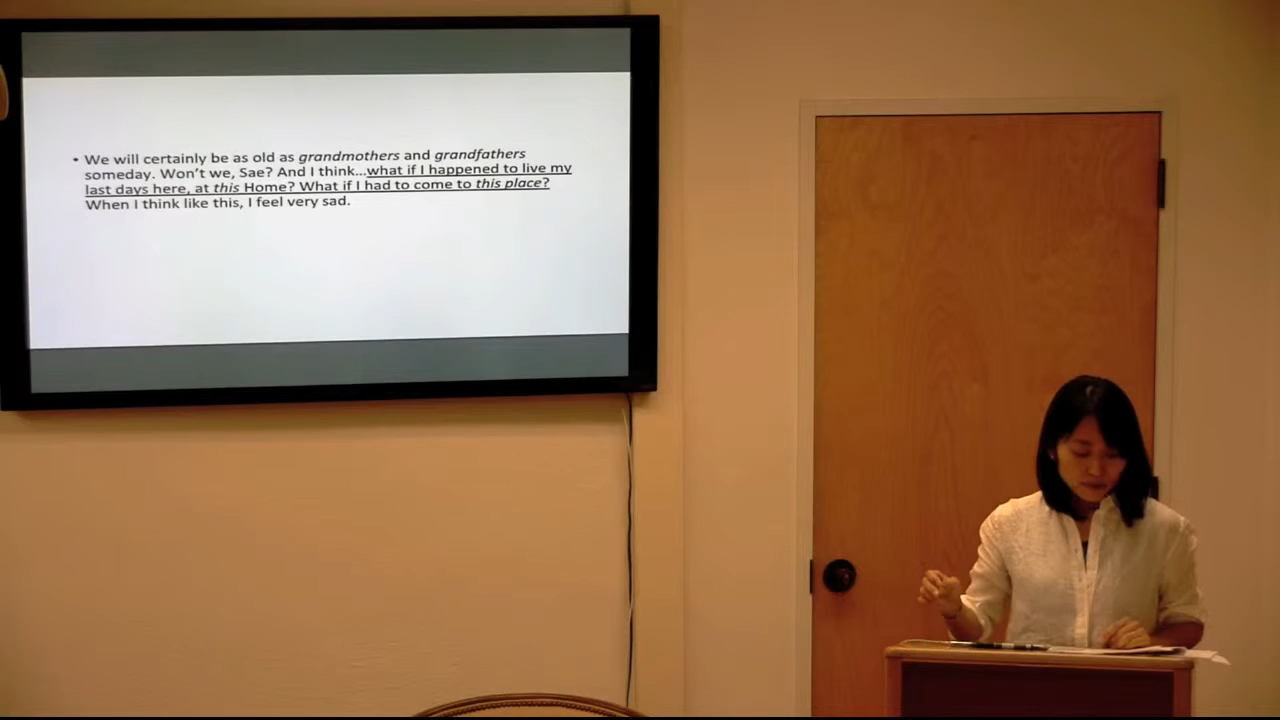 • We will certainly be as old as grandmothers and grandfathers
someday. Won't we, Sae? And I think...what if I happened to live my
last days here, at this Home? What if I had to come to this place?
When I think like this, I feel very sad.